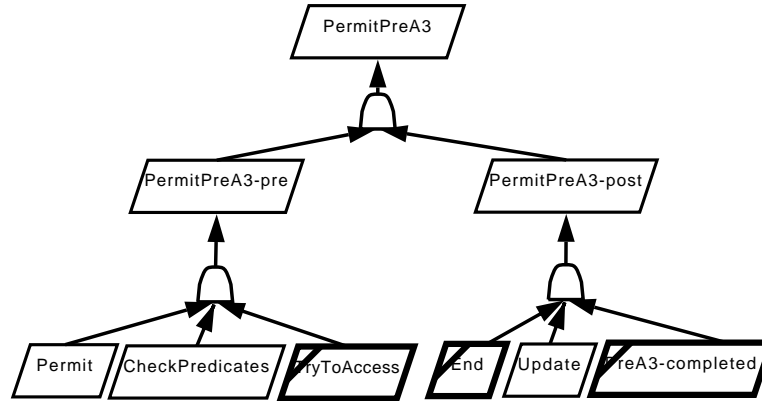 PermitPreA3
PermitPreA3-pre
PermitPreA3-post
Permit
CheckPredicates
TryToAccess
End
Update
PreA3-completed